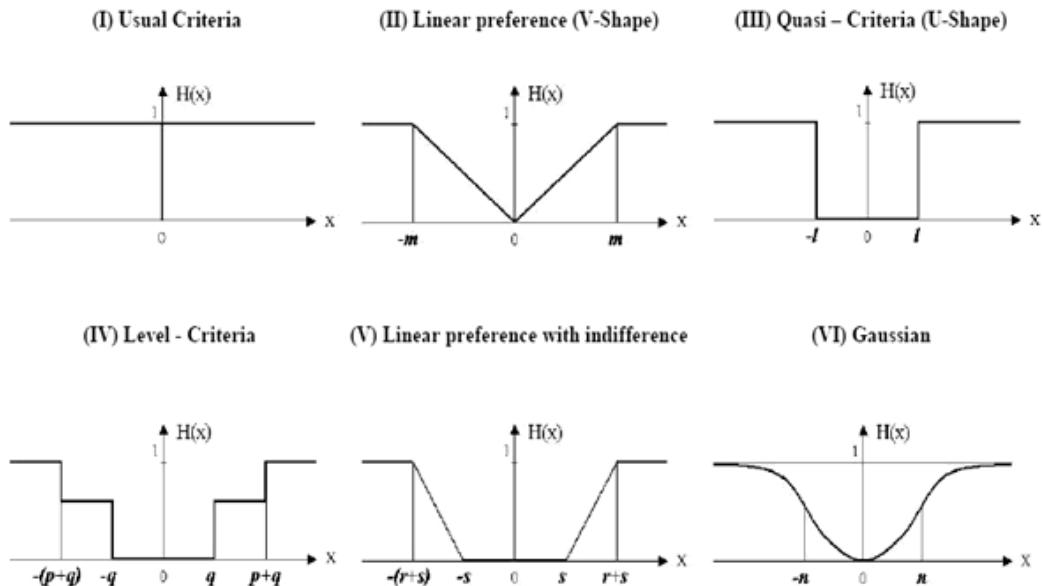 (I) Usual Criteria
(II) Linear preference (V-Shape)
(III) Quasi – Criteria (U-Shape)
H(x)
1
x
0
H(x)
1
x
-m
0
m
H(x)
1
x
-l
0
l
(IV) Level - Criteria
(V) Linear preference with indifference
(VI) Gaussian
H(x)
1
x
-(p+q)
-q
0
q
p+q
H(x)
1
x
-(r+s)
-s
0
s
r+s
H(x)
1
x
-n
0
n